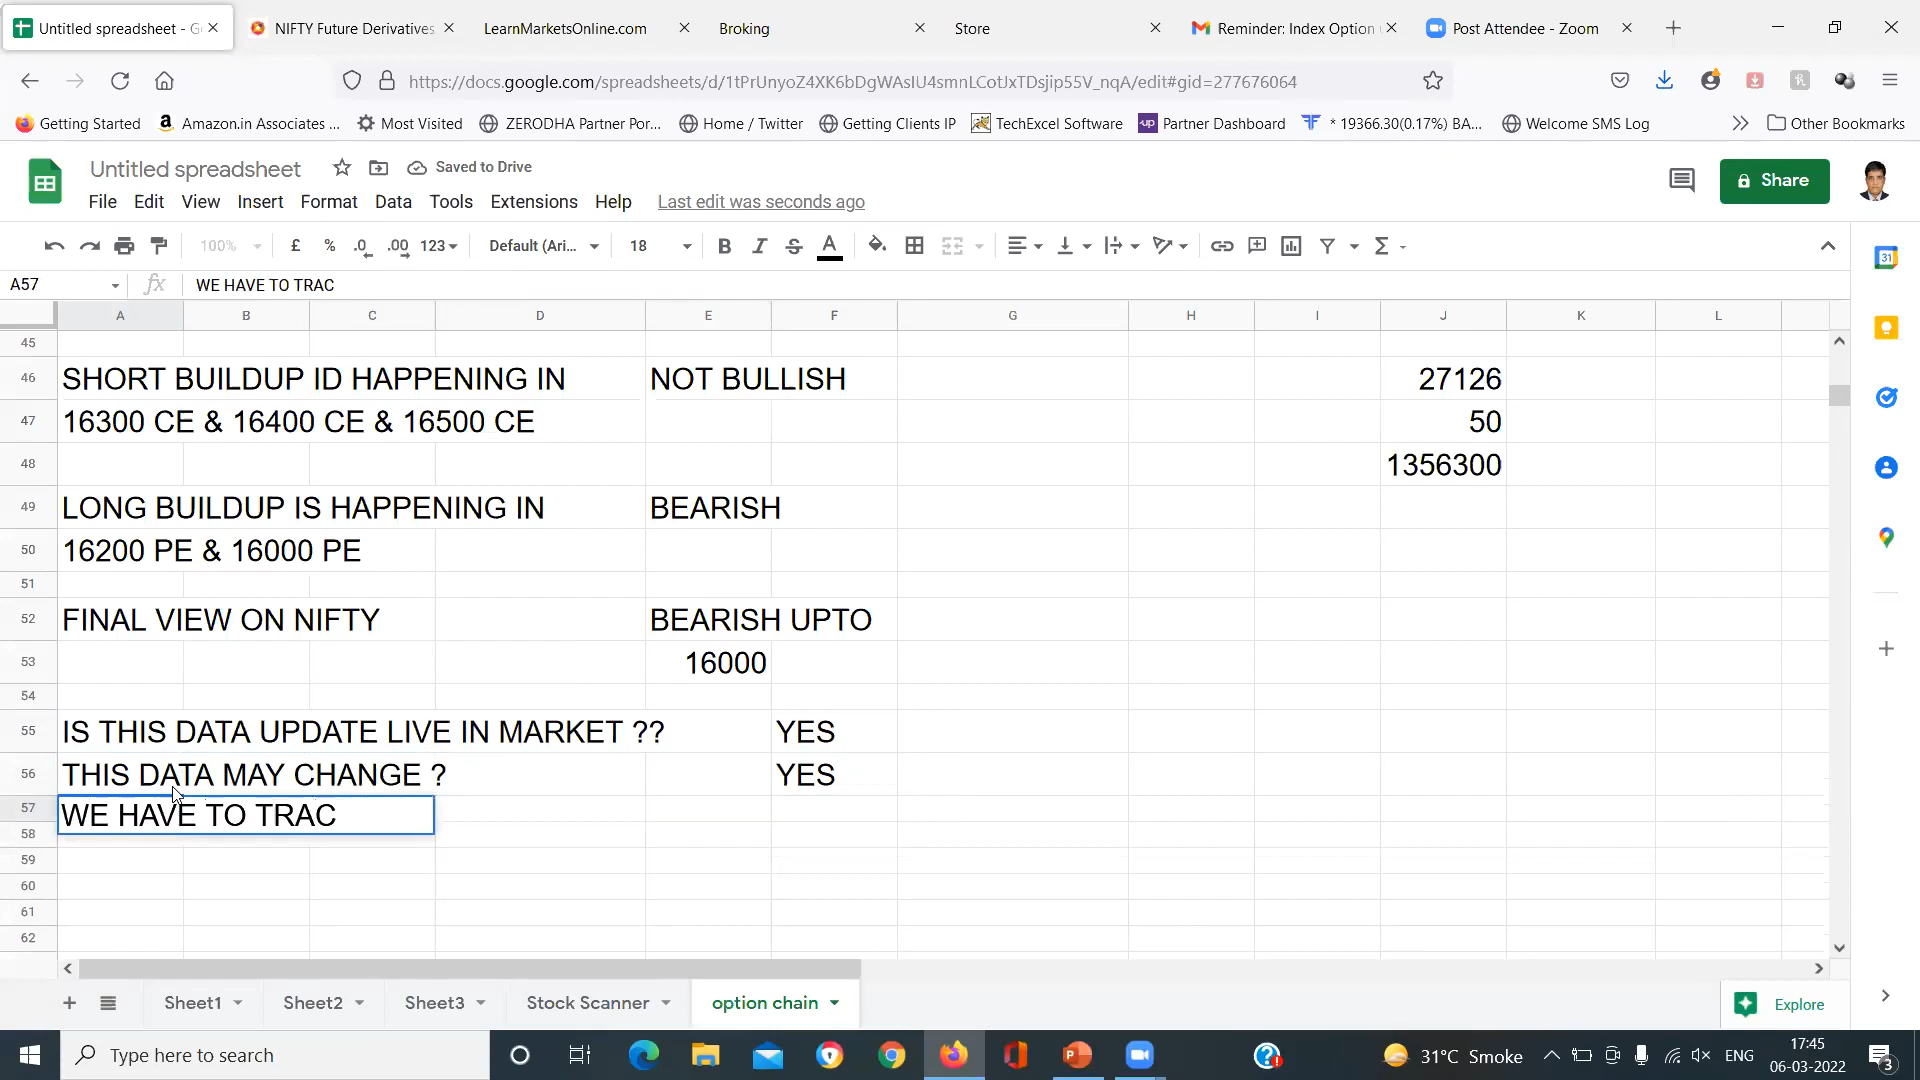 Untitled spreadsheet - Go
NIFTY Future Derivatives,
LearnMarketsOnline.com
Broking
Store
Reminder: Index Option
Post Attendee - Zoom
https://docs.google.com/spreadsheets/d/1tPrUnyoZ4XK6bDgWAsIU4smnLCotUxTDsjip55V_nqA/edit#gid=277676064
Getting Started
Amazon.in Associates ...
Most Visited
ZERODHA Partner Por...
Home / Twitter
Getting Clients IP
TechExcel Software
Partner Dashboard
* 19366.30(0.17%) BA...
Welcome SMS Log
Other Bookmarks
Untitled spreadsheet
Saved to Drive
Share
File Edit View Insert Format Data Tools Extensions Help Last edit was seconds ago
100% £ % .0 .00 123 Default (Ari... 18 B I S A
A57 fx WE HAVE TO TRAC
A B C D E F G H I J K L
45
46 SHORT BUILDUP ID HAPPENING IN NOT BULLISH 27126
47 16300 CE & 16400 CE & 16500 CE 50
48 1356300
49 LONG BUILDUP IS HAPPENING IN BEARISH
50 16200 PE & 16000 PE
51
52 FINAL VIEW ON NIFTY BEARISH UPTO
53 16000
54
55 IS THIS DATA UPDATE LIVE IN MARKET ?? YES
56 THIS DATA MAY CHANGE ? YES
57 WE HAVE TO TRAC
58
59
60
61
62
Sheet1 Sheet2 Sheet3 Stock Scanner option chain
Explore
Type here to search
31°C Smoke
ENG
17:45
06-03-2022
3